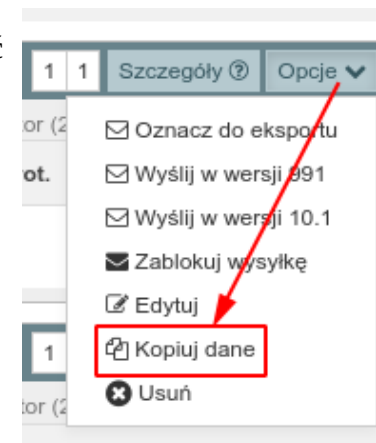 1 1 Szczegóły Opcje
Oznacz do eksportu
ot. Wyślij w wersji 991
Wyślij w wersji 10.1
Zablokuj wysyłkę
Edytuj
1 Kopiuj dane
Usuń